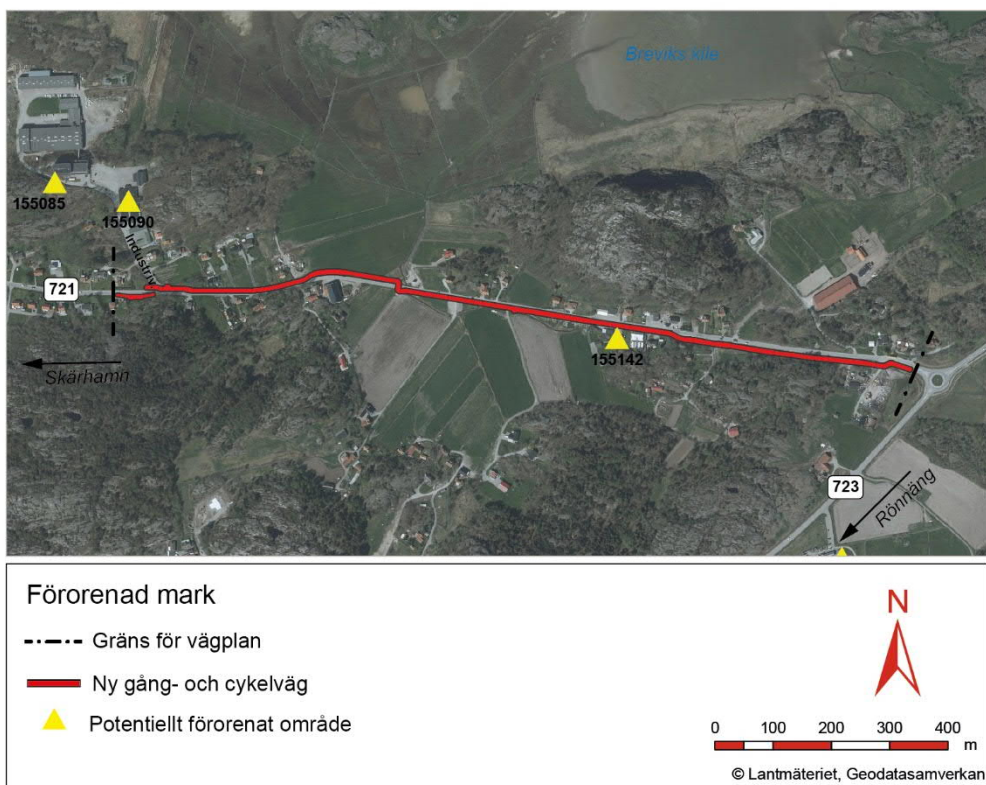 Breviks kile
155085
155090
Industriv
721
Skärhamn
155142
723
Rönnäng
Förorenad mark
Gräns för vägplan
Ny gång- och cykelväg
Potentiellt förorenat område
N
0 100 200 300 400
m
© Lantmäteriet, Geodatasamverkan